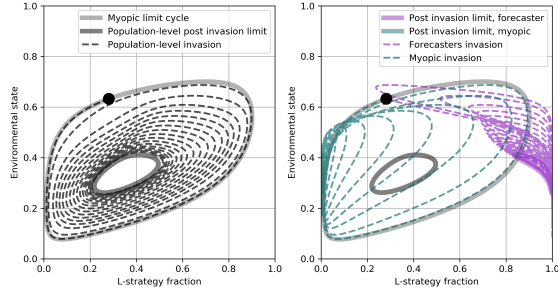 Myopic limit cycle
Population-level post invasion limit
Population-level invasion
1.0
0.8
0.6
0.4
0.2
0.0
Environmental state
0.0 0.2 0.4 0.6 0.8 1.0
L-strategy fraction
Post invasion limit, forecaster
Post invasion limit, myopic
Forecasters invasion
Myopic invasion
1.0
0.8
0.6
0.4
0.2
0.0
Environmental state
0.0 0.2 0.4 0.6 0.8 1.0
L-strategy fraction